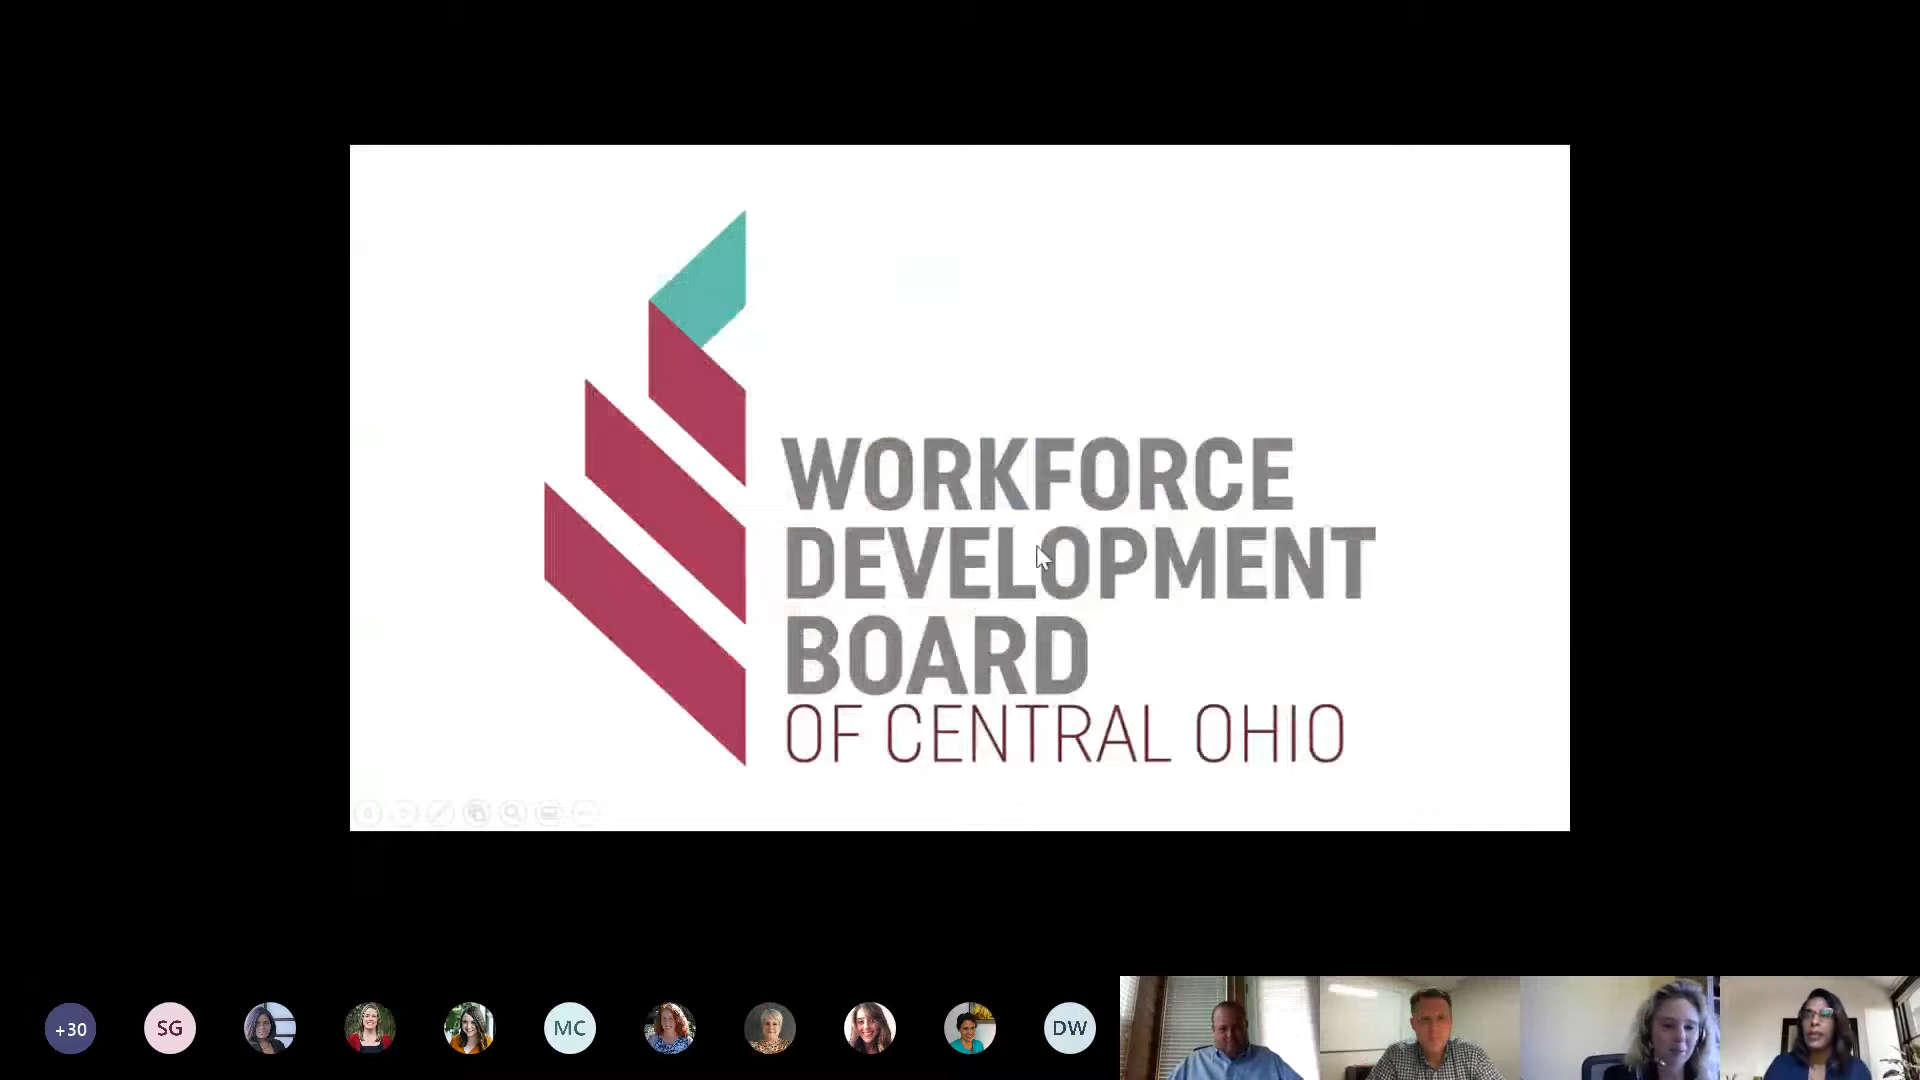 WORKFORCE
DEVELOPMENT
BOARD
OF CENTRAL OHIO
+30
SG
MC
DW